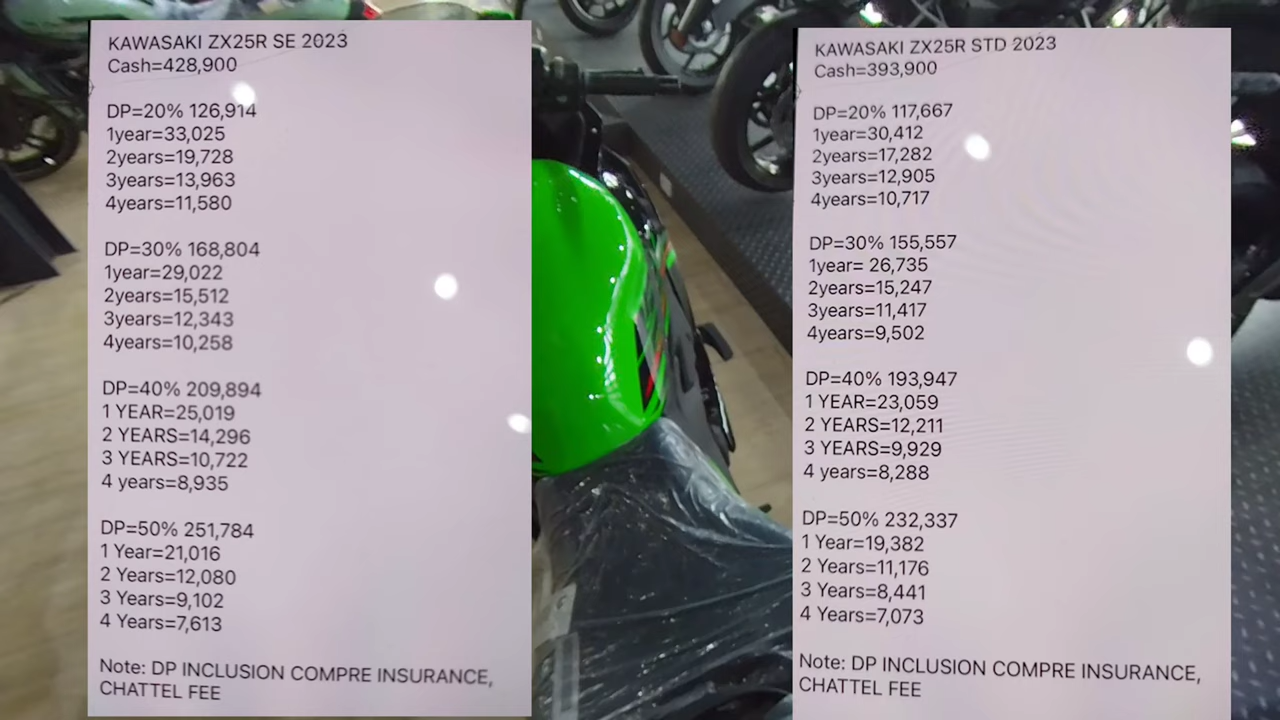 KAWASAKI ZX25R SE 2023
Cash=428,900
DP=20% 126,914
1year=33,025
2years=19,728
3years=13,963
4years=11,580
DP=30% 168,804
1year=29,022
2years=15,512
3years=12,343
4years=10,258
DP=40% 209,894
1 YEAR=25,019
2 YEARS=14,296
3 YEARS=10,722
4 years=8,935
DP=50% 251,784
1 Year=21,016
2 Years=12,080
3 Years=9,102
4 Years=7,613
Note: DP INCLUSION COMPRE INSURANCE,
CHATTEL FEE
KAWASAKI ZX25R STD 2023
Cash=393,900
DP=20% 117,667
1year=30,412
2years=17,282
3years=12,905
4years=10,717
DP=30% 155,557
1year= 26,735
2years=15,247
3years=11,417
4years=9,502
DP=40% 193,947
1 YEAR=23,059
2 YEARS=12,211
3 YEARS=9,929
4 years=8,288
DP=50% 232,337
1 Year=19,382
2 Years=11,176
3 Years=8,441
4 Years=7,073
Note: DP INCLUSION COMPRE INSURANCE,
CHATTEL FEE